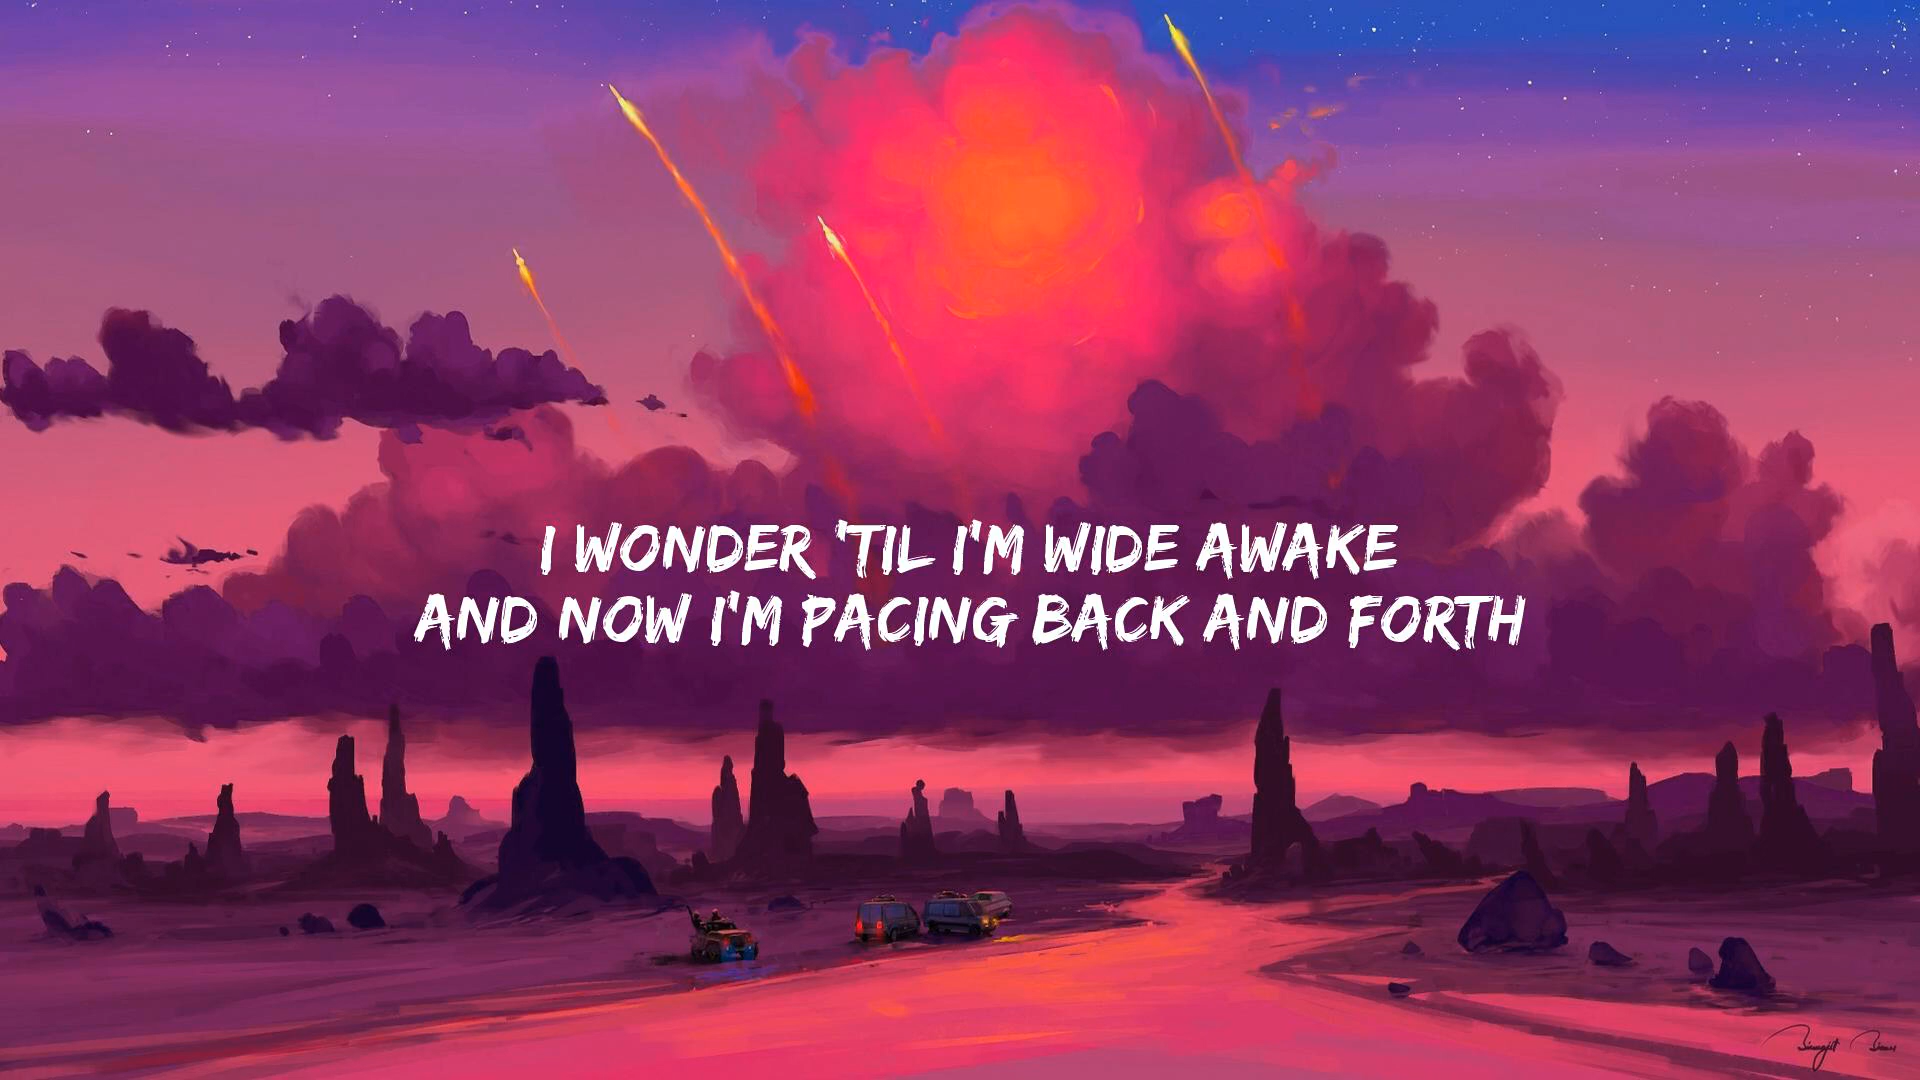 I WONDER 'TIL I'M WIDE AWAKE
AND NOW I'M PACING BACK AND FORTH